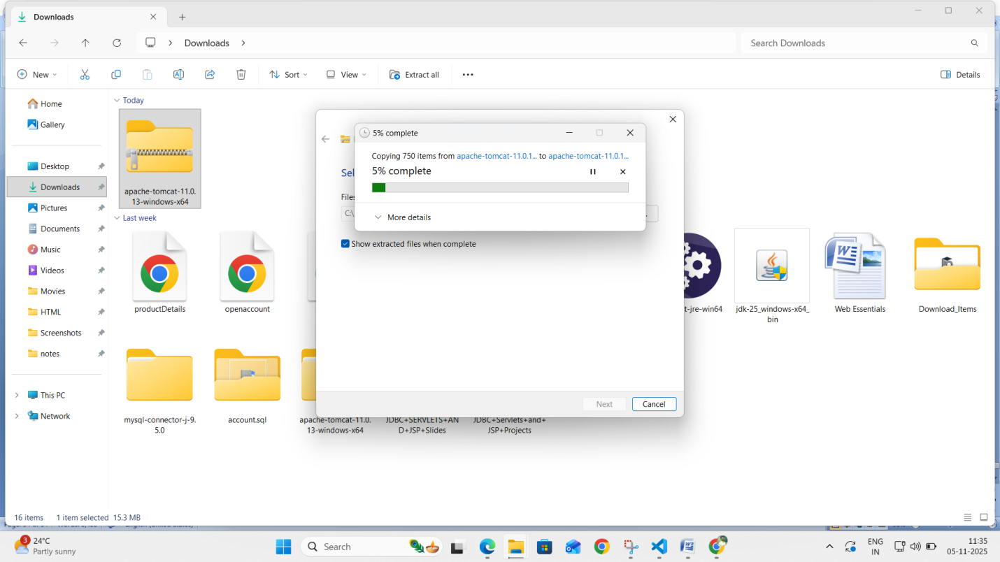 Downloads
Downloads
Search Downloads
New
Sort
View
Extract all
Details
Home
Gallery
Desktop
Downloads
Pictures
Documents
Music
Videos
Movies
HTML
Screenshots
notes
This PC
Network
Today
apache-tomcat-11.0.
13-windows-x64
Last week
productDetails
openaccount
t-jre-win64
jdk-25_windows-x64_
bin
Web Essentials
Download_Items
mysql-connector-j-9.
5.0
account.sql
apache-tomcat-11.0.
13-windows-x64
JDBC+SERVLETS+AN
D+JSP+Slides
JDBC+Servlets+and+
JSP+Projects
5% complete
Copying 750 items from apache-tomcat-11.0.1... to apache-tomcat-11.0.1...
5% complete
More details
Sel
Files
C:\
Show extracted files when complete
Next
Cancel
16 items
1 item selected 15.3 MB
3
24°C
Partly sunny
Search
ENG
IN
11:35
05-11-2025